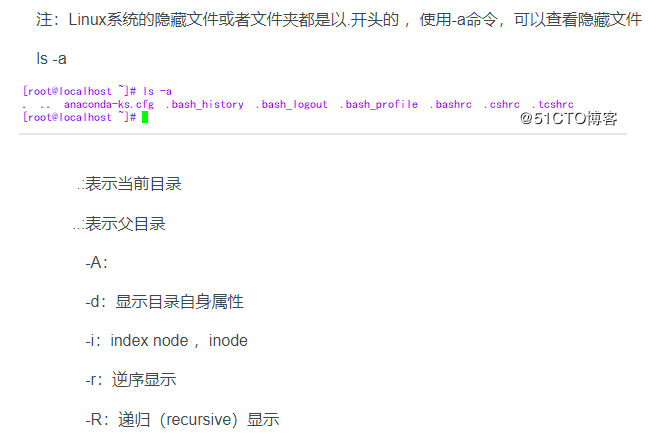 注：Linux系统的隐藏文件或者文件夹都是以.开头的 ，使用-a命令，可以查看隐藏文件
ls -a
[root@localhost ~]# ls -a
.  ..  anaconda-ks.cfg  .bash_history  .bash_logout  .bash_profile  .bashrc  .cshrc  .tcshrc
[root@localhost ~]#
@51CTO博客
.:表示当前目录
..:表示父目录
-A：
-d：显示目录自身属性
-i：index node ，inode
-r：逆序显示
-R：递归（recursive）显示